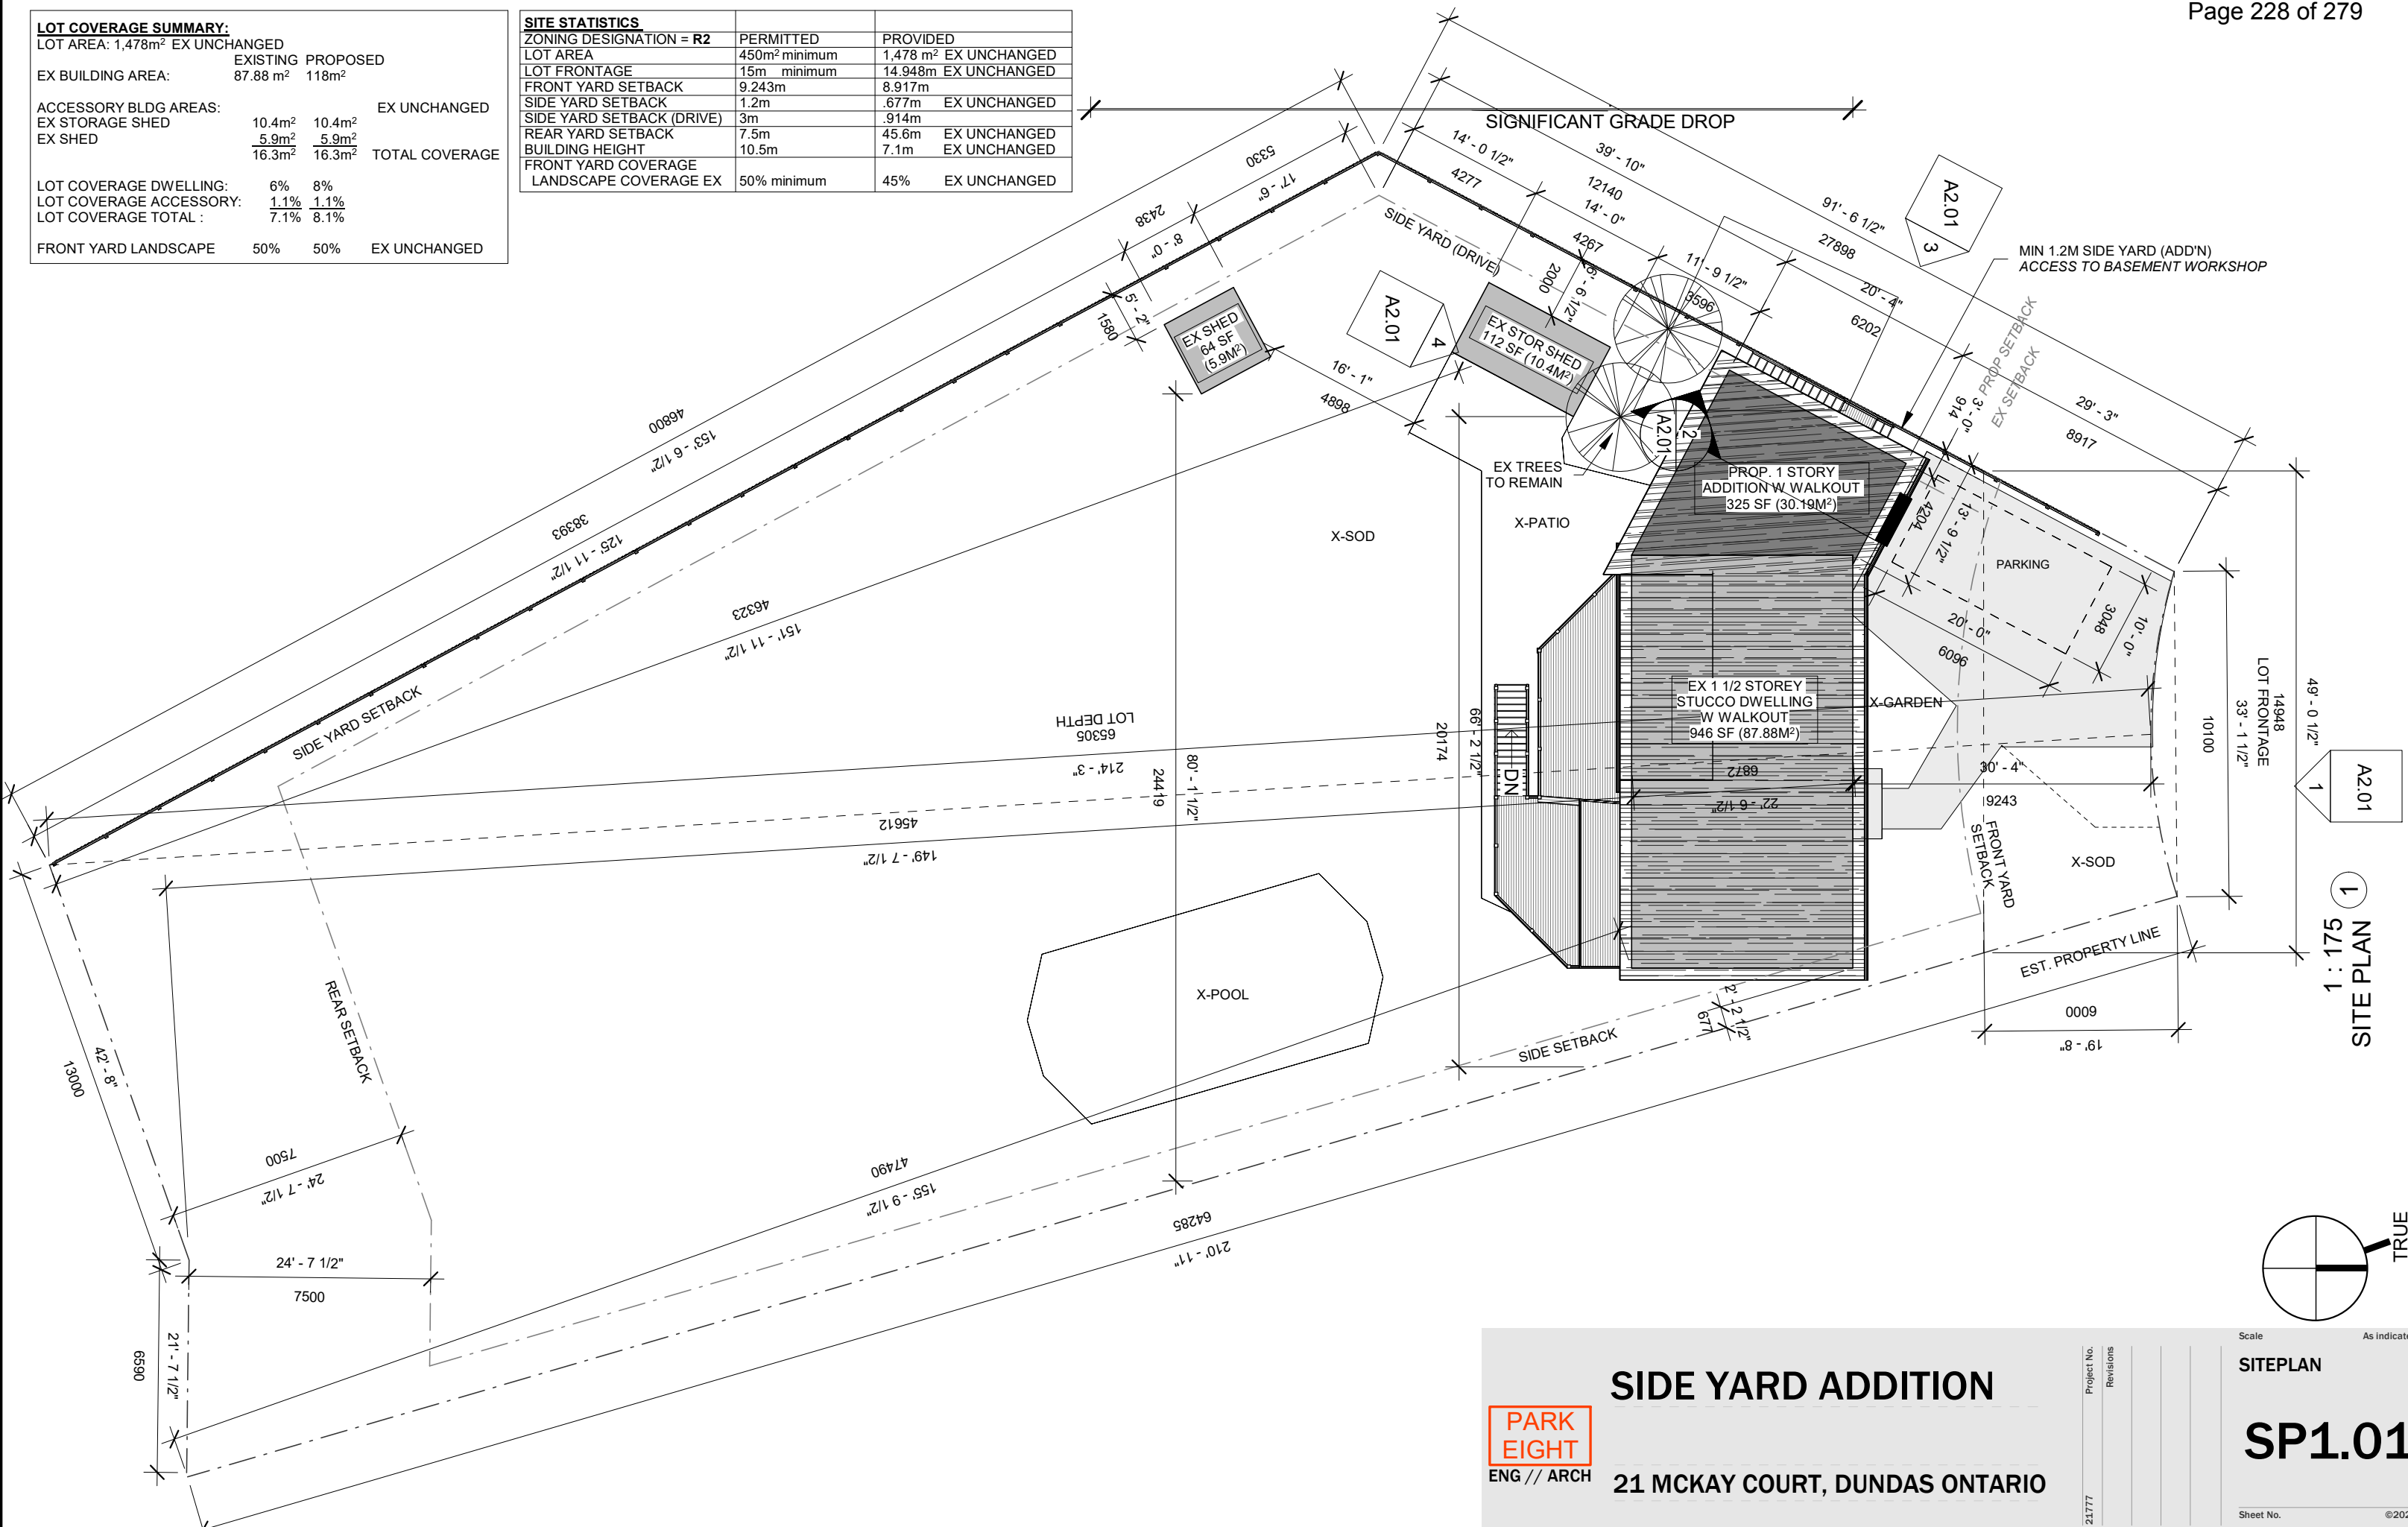 Page 228 of 279
LOT COVERAGE SUMMARY:
LOT AREA: 1,478m² EX UNCHANGED
EXISTING PROPOSED
EX BUILDING AREA: 87.88 m² 118m²
ACCESSORY BLDG AREAS: EX UNCHANGED
EX STORAGE SHED 10.4m² 10.4m²
EX SHED 5.9m² 5.9m²
16.3m² 16.3m² TOTAL COVERAGE
LOT COVERAGE DWELLING: 6% 8%
LOT COVERAGE ACCESSORY: 1.1% 1.1%
LOT COVERAGE TOTAL : 7.1% 8.1%
FRONT YARD LANDSCAPE 50% 50% EX UNCHANGED
SITE STATISTICS
ZONING DESIGNATION = R2 PERMITTED PROVIDED
LOT AREA 450m² minimum 1,478 m² EX UNCHANGED
LOT FRONTAGE 15m minimum 14.948m EX UNCHANGED
FRONT YARD SETBACK 9.243m 8.917m
SIDE YARD SETBACK 1.2m .677m EX UNCHANGED
SIDE YARD SETBACK (DRIVE) 3m .914m
REAR YARD SETBACK 7.5m 45.6m EX UNCHANGED
BUILDING HEIGHT 10.5m 7.1m EX UNCHANGED
FRONT YARD COVERAGE
LANDSCAPE COVERAGE EX 50% minimum 45% EX UNCHANGED
SIGNIFICANT GRADE DROP
14' - 0 1/2"
4277
39' - 10"
12140
14' - 0"
4267
91' - 6 1/2"
27898
11' - 9 1/2"
3596
20' - 4"
6202
29' - 3"
8917
A2.01
3
MIN 1.2M SIDE YARD (ADD'N)
ACCESS TO BASEMENT WORKSHOP
5330
17' - 6"
2438
8' - 0"
5' - 2"
1580
SIDE YARD (DRIVE)
2000
6' - 6 1/2"
A2.01
4
EX SHED
64 SF
(5.9M²)
EX STOR SHED
112 SF (10.4M²)
16' - 1"
4898
PROP SETBACK
EX SETBACK
3' - 0"
914
A2.01
2
EX TREES
TO REMAIN
PROP. 1 STORY
ADDITION W WALKOUT
325 SF (30.19M²)
X-PATIO
X-SOD
4204
13' - 9 1/2"
PARKING
3048
10' - 0"
20' - 0"
6096
46800
153' - 6 1/2"
38393
125' - 11 1/2"
46323
151' - 11 1/2"
SIDE YARD SETBACK
LOT DEPTH
65305
214' - 3"
24419
80' - 1 1/2"
20174
66' - 2 1/2"
DN
EX 1 1/2 STOREY
STUCCO DWELLING
W WALKOUT
946 SF (87.88M²)
X-GARDEN
6872
22' - 6 1/2"
30' - 4"
9243
FRONT YARD
SETBACK
X-SOD
10100
33' - 1 1/2"
LOT FRONTAGE
14948
49' - 0 1/2"
A2.01
1
45612
149' - 7 1/2"
X-POOL
REAR SETBACK
13000
42' - 8"
7500
24' - 7 1/2"
24' - 7 1/2"
7500
6590
21' - 7 1/2"
47490
155' - 9 1/2"
64285
210' - 11"
SIDE SETBACK
677
2' - 2 1/2"
EST. PROPERTY LINE
6000
19' - 8"
1
SITE PLAN
1 : 175
TRUE
PARK
EIGHT
ENG // ARCH
SIDE YARD ADDITION
21 MCKAY COURT, DUNDAS ONTARIO
Project No.
21777
Revisions
Scale As indicate
SITEPLAN
SP1.01
Sheet No. ©202